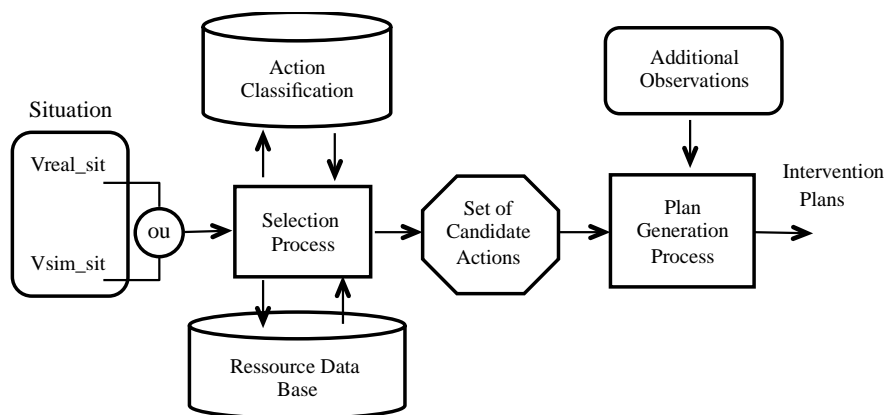 Action
Classification
Additional
Observations
Situation
Vreal_sit
ou
Vsim_sit
Selection
Process
Set of
Candidate
Actions
Plan
Generation
Process
Intervention
Plans
Ressource Data
Base